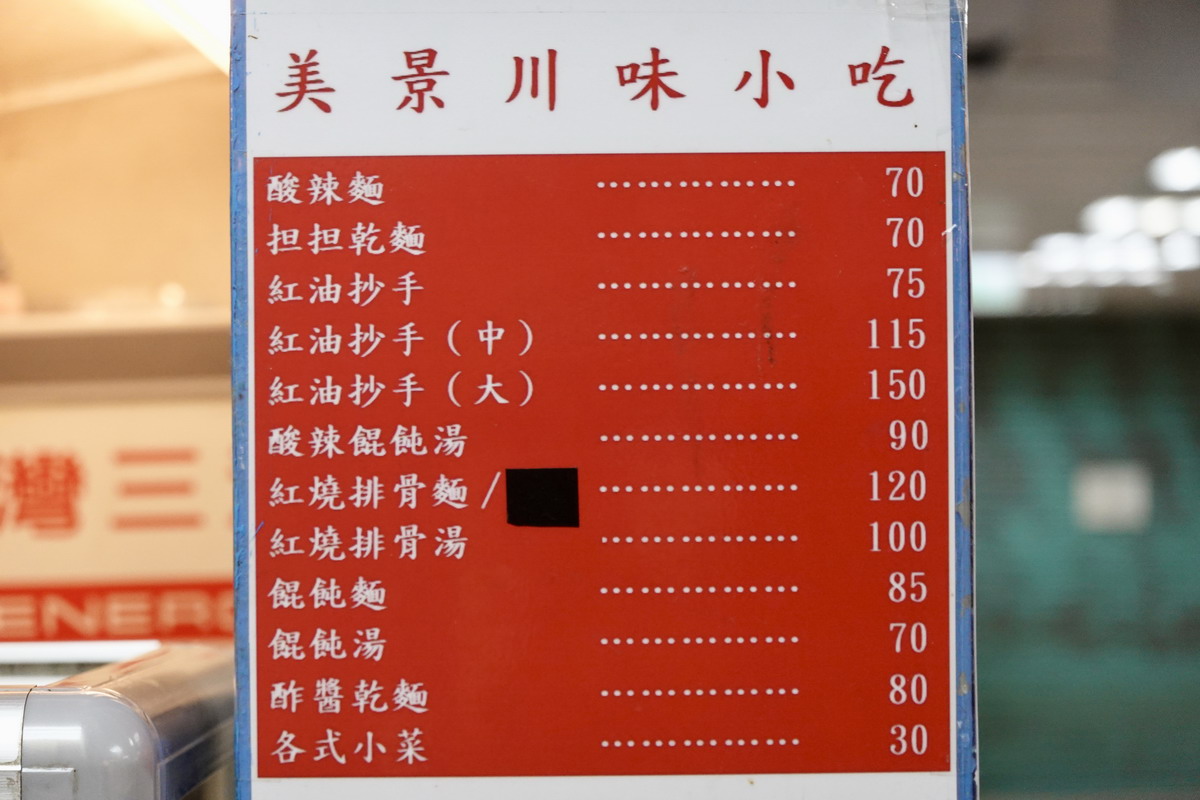 美景川味小吃
酸辣麵 ............... 70
担担乾麵 ............... 70
紅油抄手 ............... 75
紅油抄手（中） ............... 115
紅油抄手（大） ............... 150
酸辣餛飩湯 ............... 90
紅燒排骨麵/ ............... 120
紅燒排骨湯 ............... 100
餛飩麵 ............... 85
餛飩湯 ............... 70
酢醬乾麵 ............... 80
各式小菜 ............... 30
灣三
ENERG